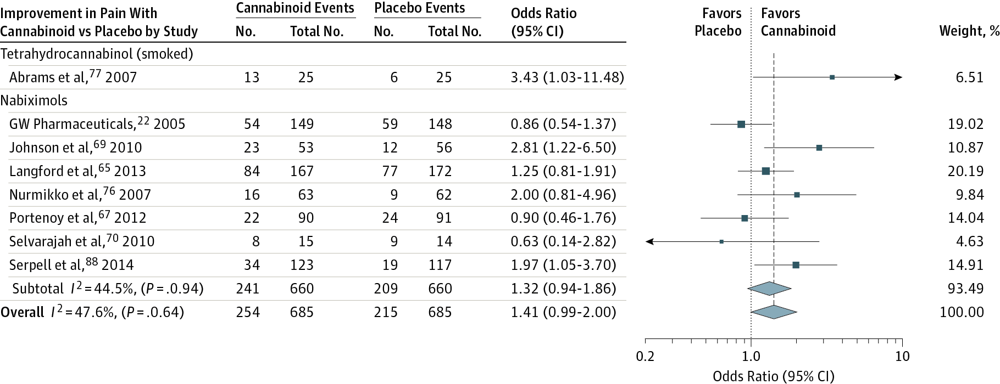 Improvement in Pain With Cannabinoid Events Placebo Events Odds Ratio Favors Favors
Cannabinoid vs Placebo by Study No. Total No. No. Total No. (95% CI) Placebo Cannabinoid Weight, %
Tetrahydrocannabinol (smoked)
Abrams et al,77 2007 13 25 6 25 3.43 (1.03-11.48) 6.51
Nabiximols
GW Pharmaceuticals,22 2005 54 149 59 148 0.86 (0.54-1.37) 19.02
Johnson et al,69 2010 23 53 12 56 2.81 (1.22-6.50) 10.87
Langford et al,65 2013 84 167 77 172 1.25 (0.81-1.91) 20.19
Nurmikko et al,76 2007 16 63 9 62 2.00 (0.81-4.96) 9.84
Portenoy et al,67 2012 22 90 24 91 0.90 (0.46-1.76) 14.04
Selvarajah et al,70 2010 8 15 9 14 0.63 (0.14-2.82) 4.63
Serpell et al,88 2014 34 123 19 117 1.97 (1.05-3.70) 14.91
Subtotal I2 = 44.5%, (P = .0.94) 241 660 209 660 1.32 (0.94-1.86) 93.49
Overall I2 = 47.6%, (P = .0.64) 254 685 215 685 1.41 (0.99-2.00) 100.00
0.2 1.0 10
Odds Ratio (95% CI)